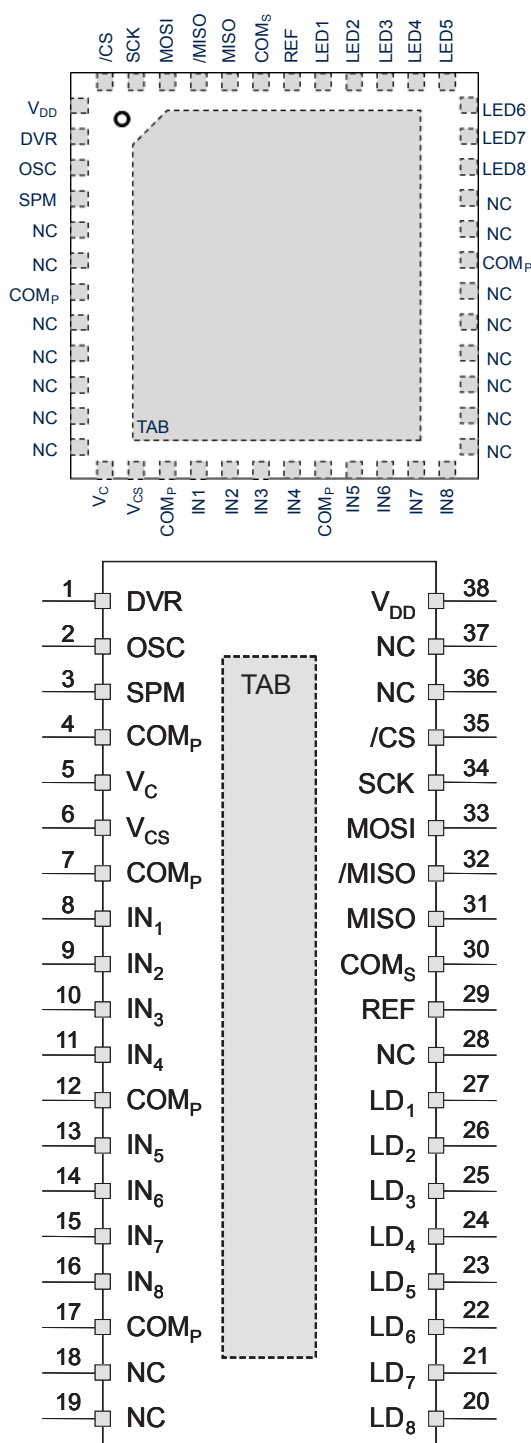 /CS SCK MOSI /MISO MISO COMS REF LED1 LED2 LED3 LED4 LED5
VDD LED6
DVR LED7
OSC LED8
SPM NC
NC NC
NC COMP
COMP NC
NC NC
NC NC
NC NC
NC NC
NC NC
TAB
VC VCS COMP IN1 IN2 IN3 IN4 COMP IN5 IN6 IN7 IN8
1 DVR VDD 38
2 OSC NC 37
3 SPM TAB NC 36
4 COMP /CS 35
5 VC SCK 34
6 VCS MOSI 33
7 COMP /MISO 32
8 IN1 MISO 31
9 IN2 COMS 30
10 IN3 REF 29
11 IN4 NC 28
12 COMP LD1 27
13 IN5 LD2 26
14 IN6 LD3 25
15 IN7 LD4 24
16 IN8 LD5 23
17 COMP LD6 22
18 NC LD7 21
19 NC LD8 20